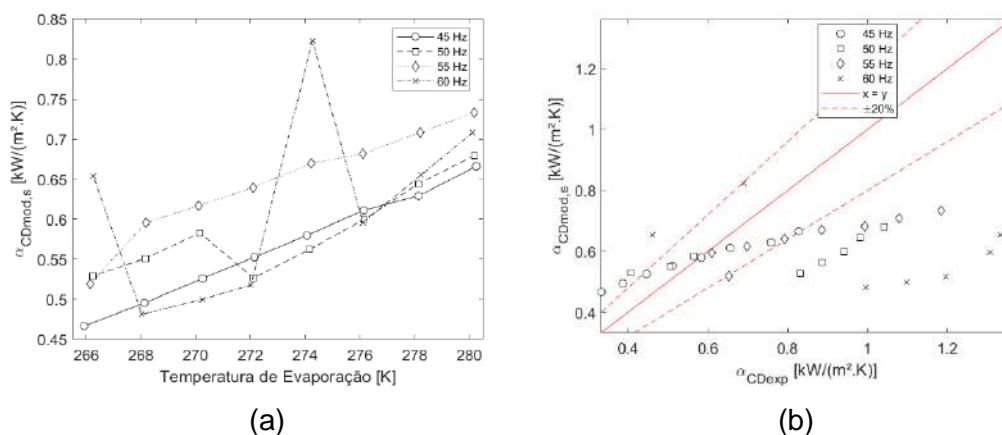 (a)
0.85
0.8
0.75
0.7
0.65
0.6
0.55
0.5
0.45
αCDmod,s [kW/(m².K)]
45 Hz
50 Hz
55 Hz
60 Hz
266 268 270 272 274 276 278 280
Temperatura de Evaporação [K]
(a)
(b)
1.2
1
0.8
0.6
0.4
αCDmod,s [kW/(m².K)]
45 Hz
50 Hz
55 Hz
60 Hz
x = y
±20%
0.4 0.6 0.8 1 1.2
αCDexp [kW/(m².K)]
(b)